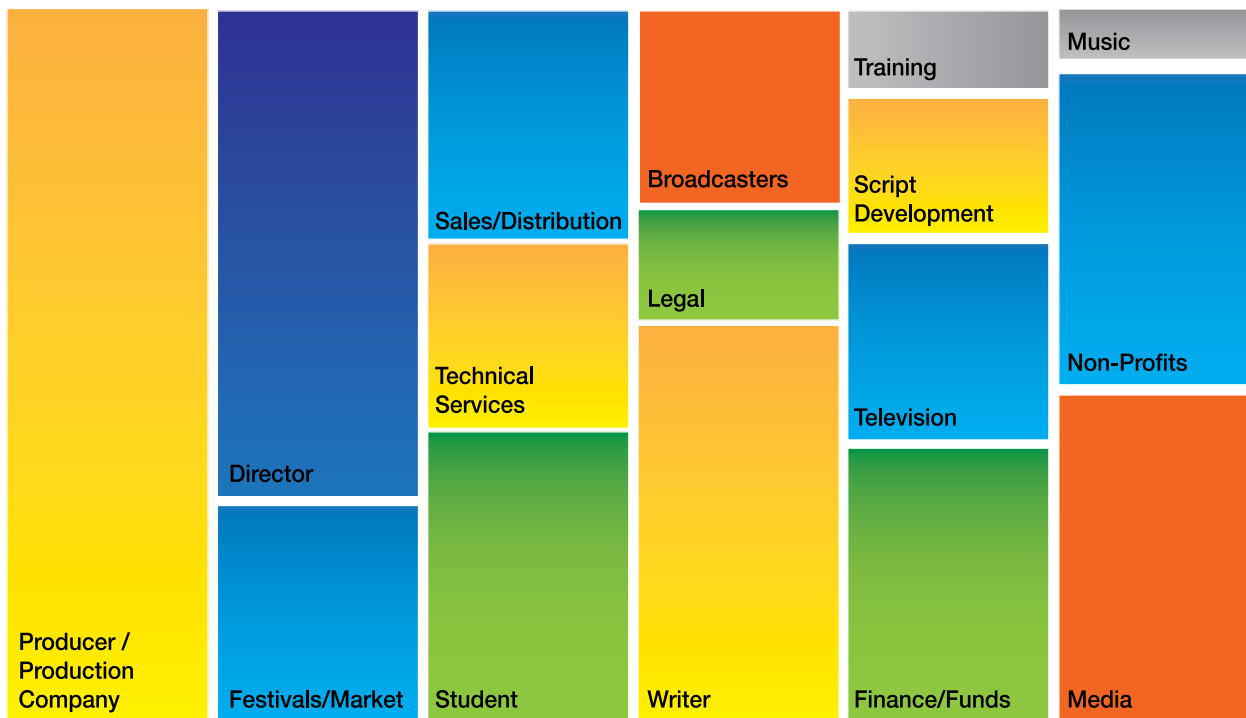 Producer /
Production
Company
Director
Festivals/Market
Sales/Distribution
Technical
Services
Student
Broadcasters
Legal
Writer
Training
Script
Development
Television
Finance/Funds
Music
Non-Profits
Media